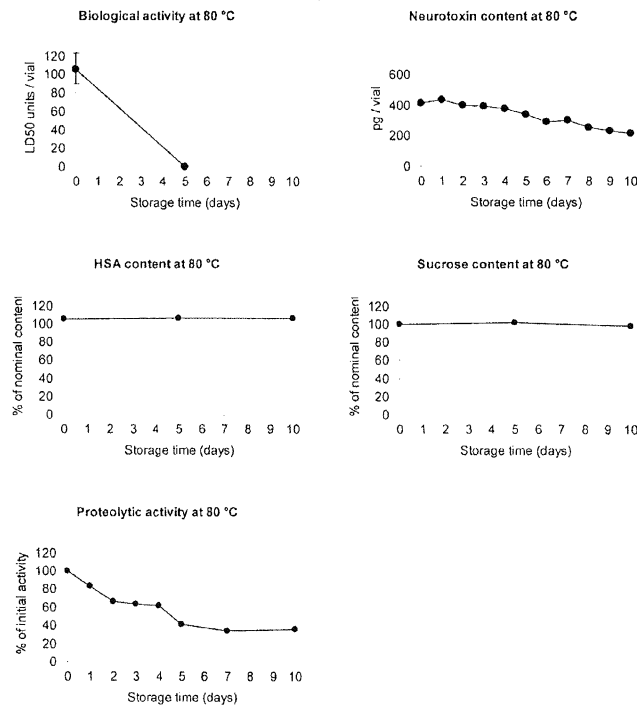 Biological activity at 80 °C
LD50 units / vial
120
100
80
60
40
20
0
0 1 2 3 4 5 6 7 8 9 10
Storage time (days)
Neurotoxin content at 80 °C
pg / vial
600
400
200
0
0 1 2 3 4 5 6 7 8 9 10
Storage time (days)
HSA content at 80 °C
% of nominal content
120
100
80
60
40
20
0
0 1 2 3 4 5 6 7 8 9 10
Storage time (days)
Sucrose content at 80 °C
% of nominal content
120
100
80
60
40
20
0
0 1 2 3 4 5 6 7 8 9 10
Storage time (days)
Proteolytic activity at 80 °C
% of initial activity
120
100
80
60
40
20
0
0 1 2 3 4 5 6 7 8 9 10
Storage time (days)